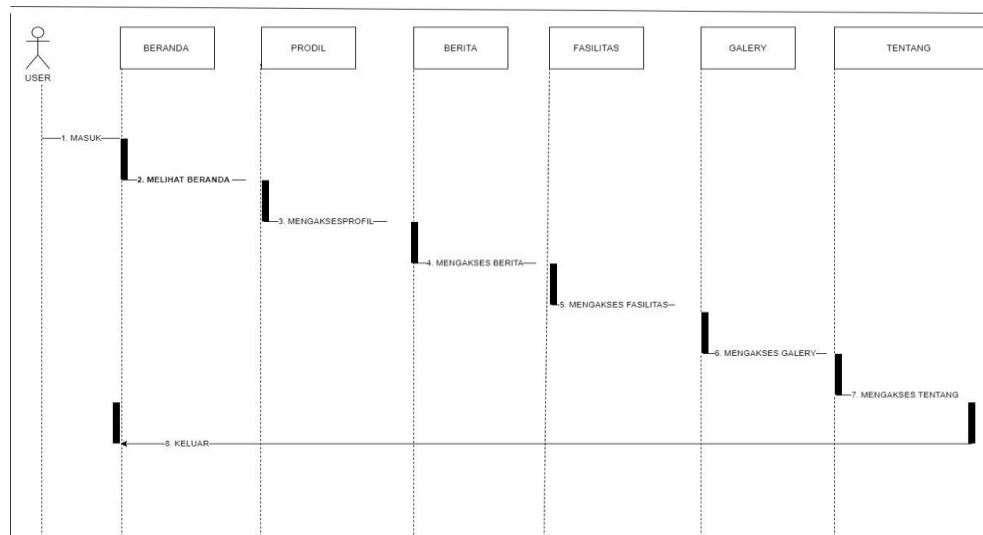 USER
BERANDA
PRODIL
BERITA
FASILITAS
GALERY
TENTANG
1. MASUK
2. MELIHAT BERANDA
3. MENGAKSESPROFIL
4. MENGAKSES BERITA
5. MENGAKSES FASILITAS
6. MENGAKSES GALERY
7. MENGAKSES TENTANG
8. KELUAR